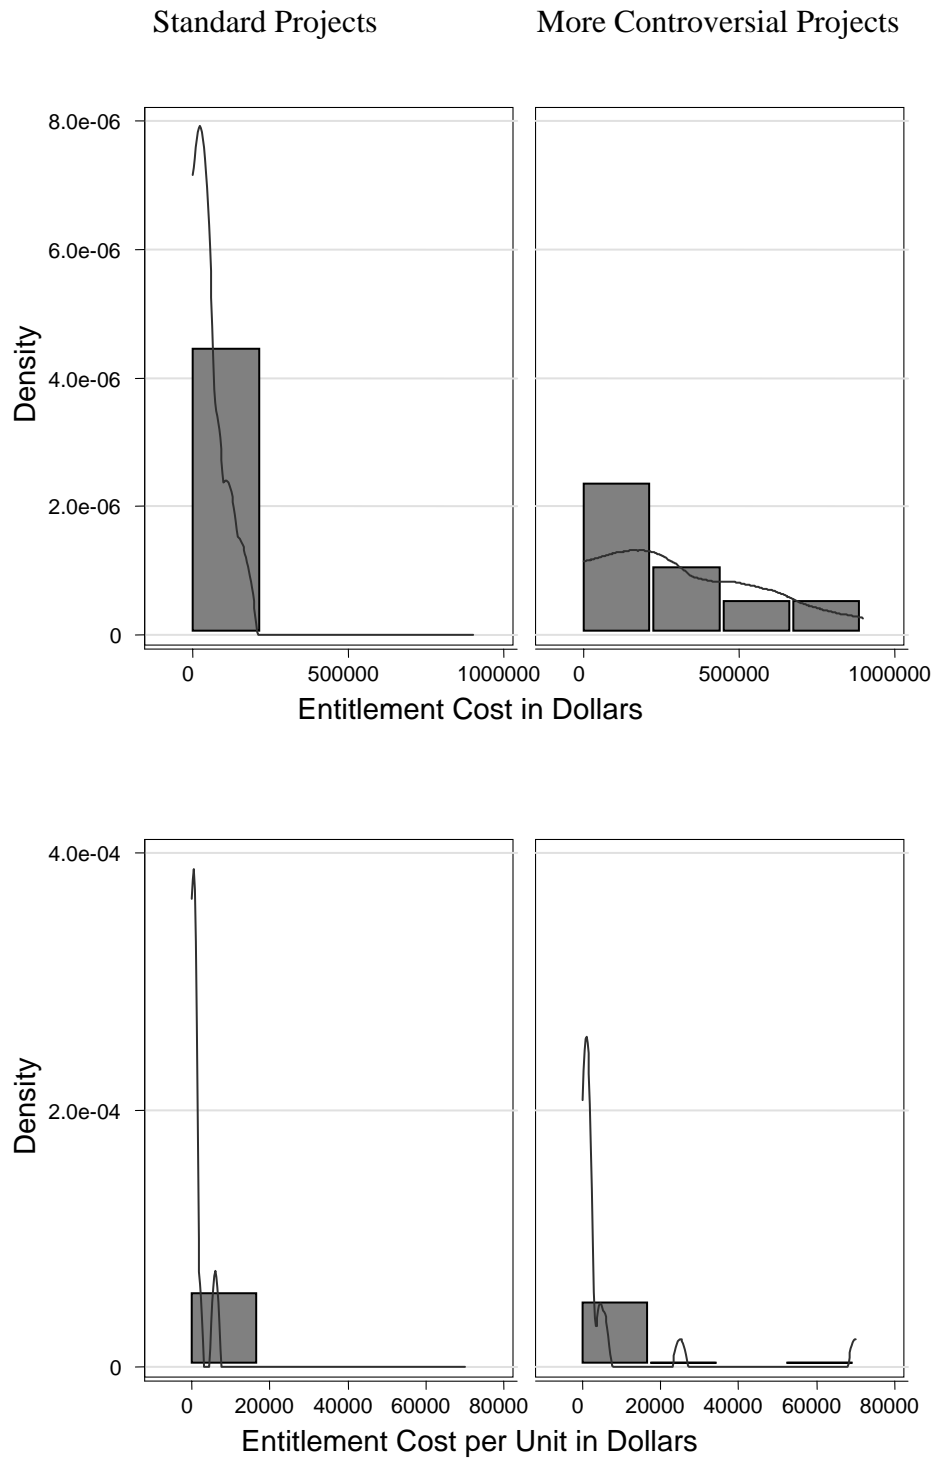 Standard Projects More Controversial Projects
8.0e-06
6.0e-06
4.0e-06
2.0e-06
0
Density
0 500000 1000000 0 500000 1000000
Entitlement Cost in Dollars
4.0e-04
2.0e-04
0
Density
0 20000 40000 60000 80000 0 20000 40000 60000 80000
Entitlement Cost per Unit in Dollars